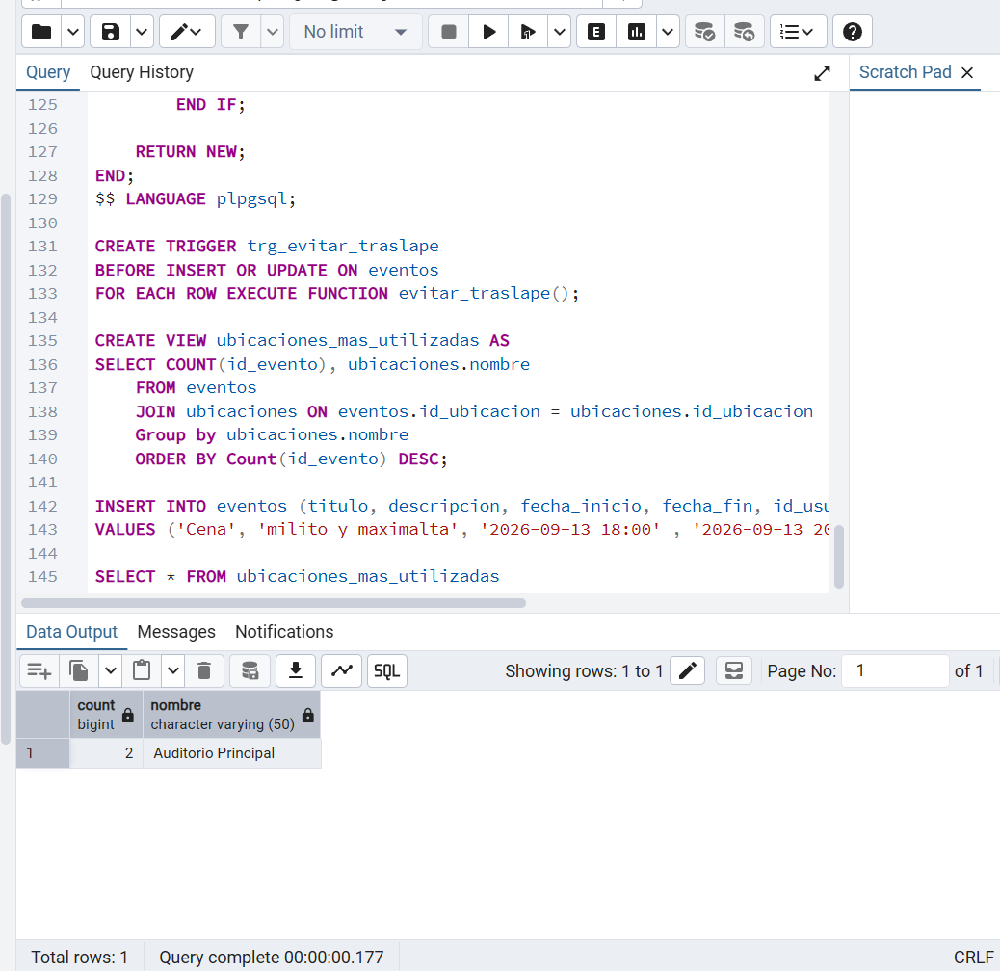 No limit
E
Query
Query History
Scratch Pad
125 END IF;
126
127 RETURN NEW;
128 END;
129 $$ LANGUAGE plpgsql;
130
131 CREATE TRIGGER trg_evitar_traslape
132 BEFORE INSERT OR UPDATE ON eventos
133 FOR EACH ROW EXECUTE FUNCTION evitar_traslape();
134
135 CREATE VIEW ubicaciones_mas_utilizadas AS
136 SELECT COUNT(id_evento), ubicaciones.nombre
137 FROM eventos
138 JOIN ubicaciones ON eventos.id_ubicacion = ubicaciones.id_ubicacion
139 Group by ubicaciones.nombre
140 ORDER BY Count(id_evento) DESC;
141
142 INSERT INTO eventos (titulo, descripcion, fecha_inicio, fecha_fin, id_usu
143 VALUES ('Cena', 'milito y maximalta', '2026-09-13 18:00' , '2026-09-13 20
144
145 SELECT * FROM ubicaciones_mas_utilizadas
Data Output Messages Notifications
SQL Showing rows: 1 to 1 Page No: 1 of 1
count nombre
bigint character varying (50)
1 2 Auditorio Principal
Total rows: 1 Query complete 00:00:00.177 CRLF